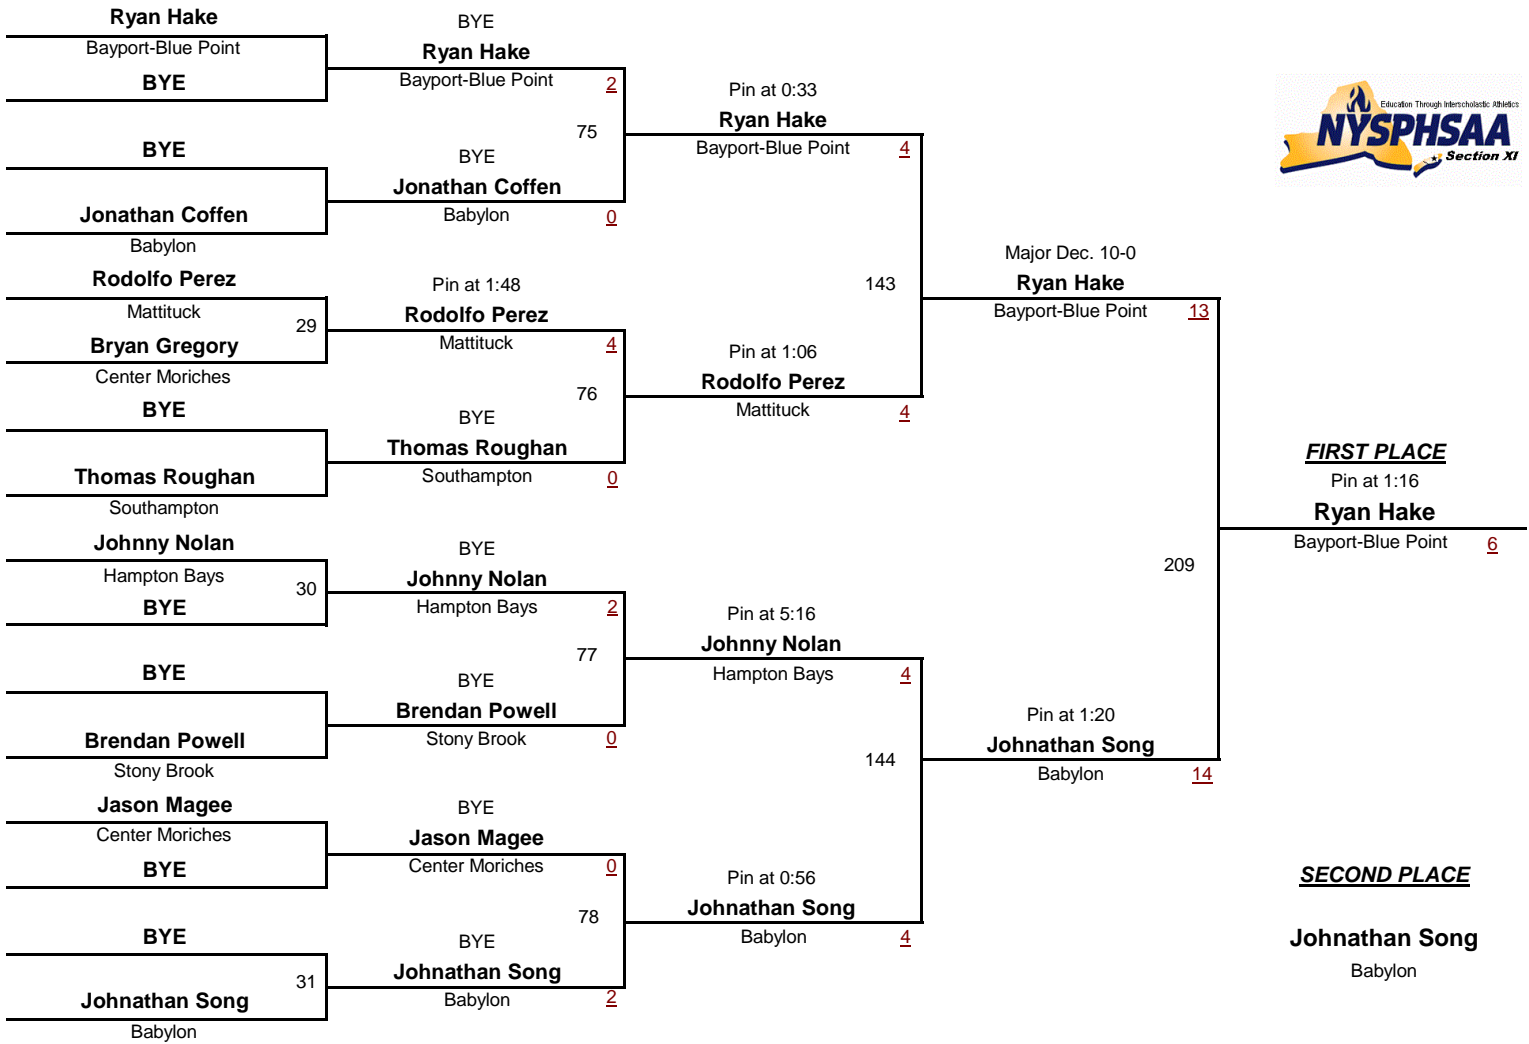 Ryan Hake
Bayport-Blue Point
BYE
BYE
Jonathan Coffen
Babylon
Rodolfo Perez
Mattituck
29
Bryan Gregory
Center Moriches
BYE
Thomas Roughan
Southampton
Johnny Nolan
Hampton Bays
30
BYE
BYE
Brendan Powell
Stony Brook
Jason Magee
Center Moriches
BYE
BYE
31
Johnathan Song
Babylon
BYE
Ryan Hake
Bayport-Blue Point 2
75
BYE
Jonathan Coffen
Babylon 0
Pin at 1:48
Rodolfo Perez
Mattituck 4
76
BYE
Thomas Roughan
Southampton 0
BYE
Johnny Nolan
Hampton Bays 2
77
BYE
Brendan Powell
Stony Brook 0
BYE
Jason Magee
Center Moriches 0
78
BYE
Johnathan Song
Babylon 2
Pin at 0:33
Ryan Hake
Bayport-Blue Point 4
143
Pin at 1:06
Rodolfo Perez
Mattituck 4
Pin at 5:16
Johnny Nolan
Hampton Bays 4
144
Pin at 0:56
Johnathan Song
Babylon 4
Major Dec. 10-0
Ryan Hake
Bayport-Blue Point 13
209
Pin at 1:20
Johnathan Song
Babylon 14
Education Through Interscholastic Athletics
NYSPHSAA
Section XI
FIRST PLACE
Pin at 1:16
Ryan Hake
Bayport-Blue Point 6
SECOND PLACE
Johnathan Song
Babylon